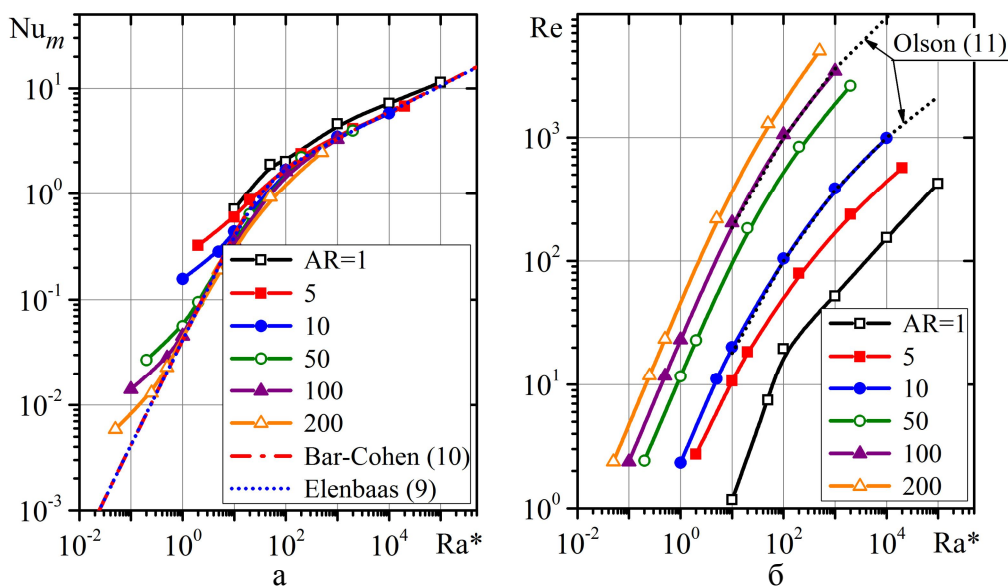 Nu_m
10^1
10^0
10^-1
10^-2
10^-3
AR=1
5
10
50
100
200
Bar-Cohen (10)
Elenbaas (9)
10^-2 10^0 10^2 10^4 Ra*
а
Re
Olson (11)
10^3
10^2
10^1
10^0
AR=1
5
10
50
100
200
10^-2 10^0 10^2 10^4 Ra*
б